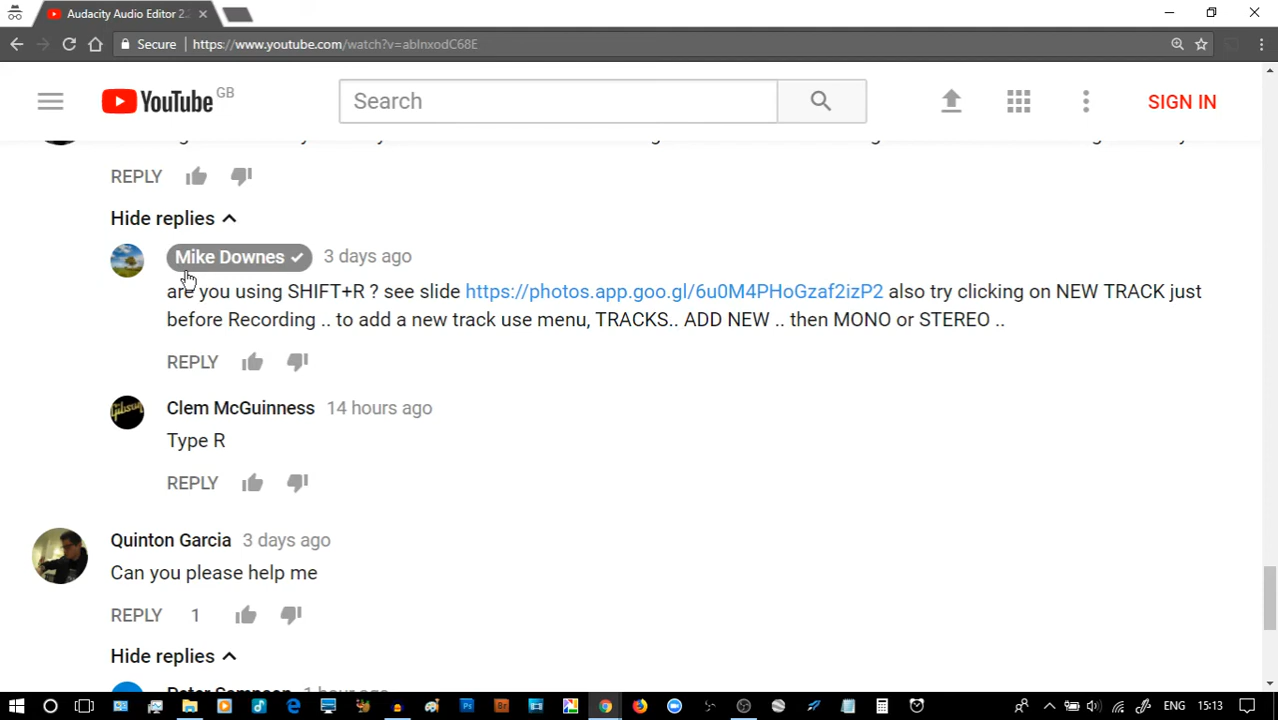 Audacity Audio Editor 2.
Secure https://www.youtube.com/watch?v=ablnxodC68E
YouTube GB Search SIGN IN
REPLY
Hide replies
Mike Downes 3 days ago
are you using SHIFT+R ? see slide https://photos.app.goo.gl/6u0M4PHoGzaf2izP2 also try clicking on NEW TRACK just
before Recording .. to add a new track use menu, TRACKS.. ADD NEW .. then MONO or STEREO ..
REPLY
Clem McGuinness 14 hours ago
Type R
REPLY
Quinton Garcia 3 days ago
Can you please help me
REPLY 1
Hide replies
ENG 15:13